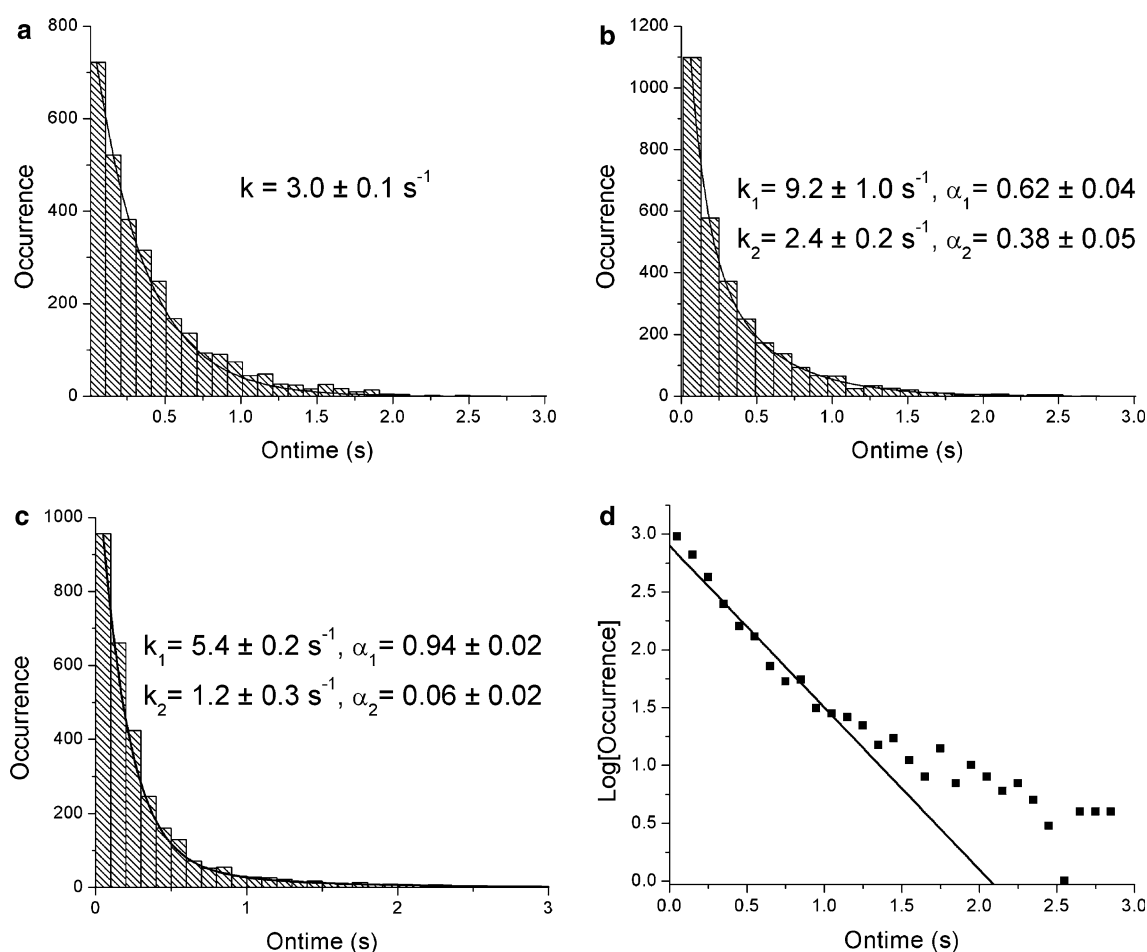 a
800
600
400
200
0
Occurrence
k = 3.0 ± 0.1 s⁻¹
0.5 1.0 1.5 2.0 2.5 3.0
Ontime (s)
b
1200
1000
800
600
400
200
0
Occurrence
k₁= 9.2 ± 1.0 s⁻¹, α₁= 0.62 ± 0.04
k₂= 2.4 ± 0.2 s⁻¹, α₂= 0.38 ± 0.05
0.0 0.5 1.0 1.5 2.0 2.5 3.0
Ontime (s)
c
1000
800
600
400
200
0
Occurrence
k₁= 5.4 ± 0.2 s⁻¹, α₁= 0.94 ± 0.02
k₂= 1.2 ± 0.3 s⁻¹, α₂= 0.06 ± 0.02
0 1 2 3
Ontime (s)
d
3.0
2.5
2.0
1.5
1.0
0.5
0.0
Log[Occurrence]
0.0 0.5 1.0 1.5 2.0 2.5 3.0
Ontime (s)